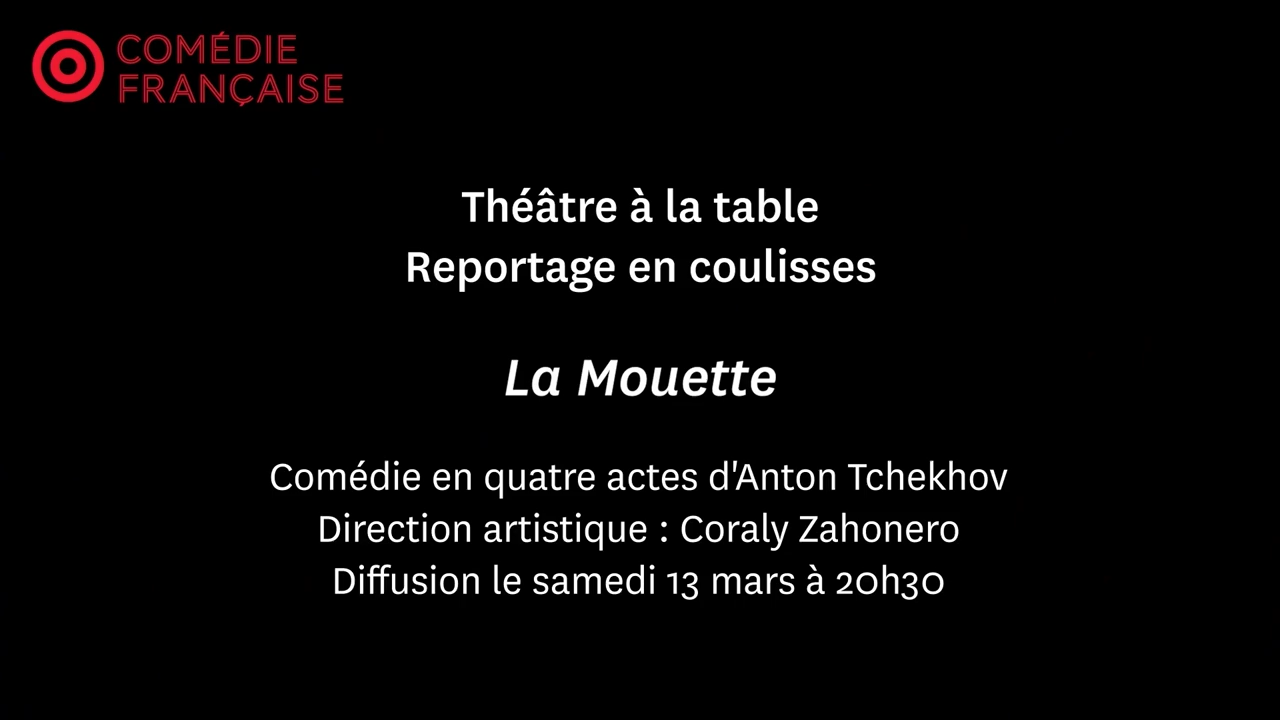 COMÉDIE
FRANÇAISE
Théâtre à la table
Reportage en coulisses
La Mouette
Comédie en quatre actes d'Anton Tchekhov
Direction artistique : Coraly Zahonero
Diffusion le samedi 13 mars à 20h30